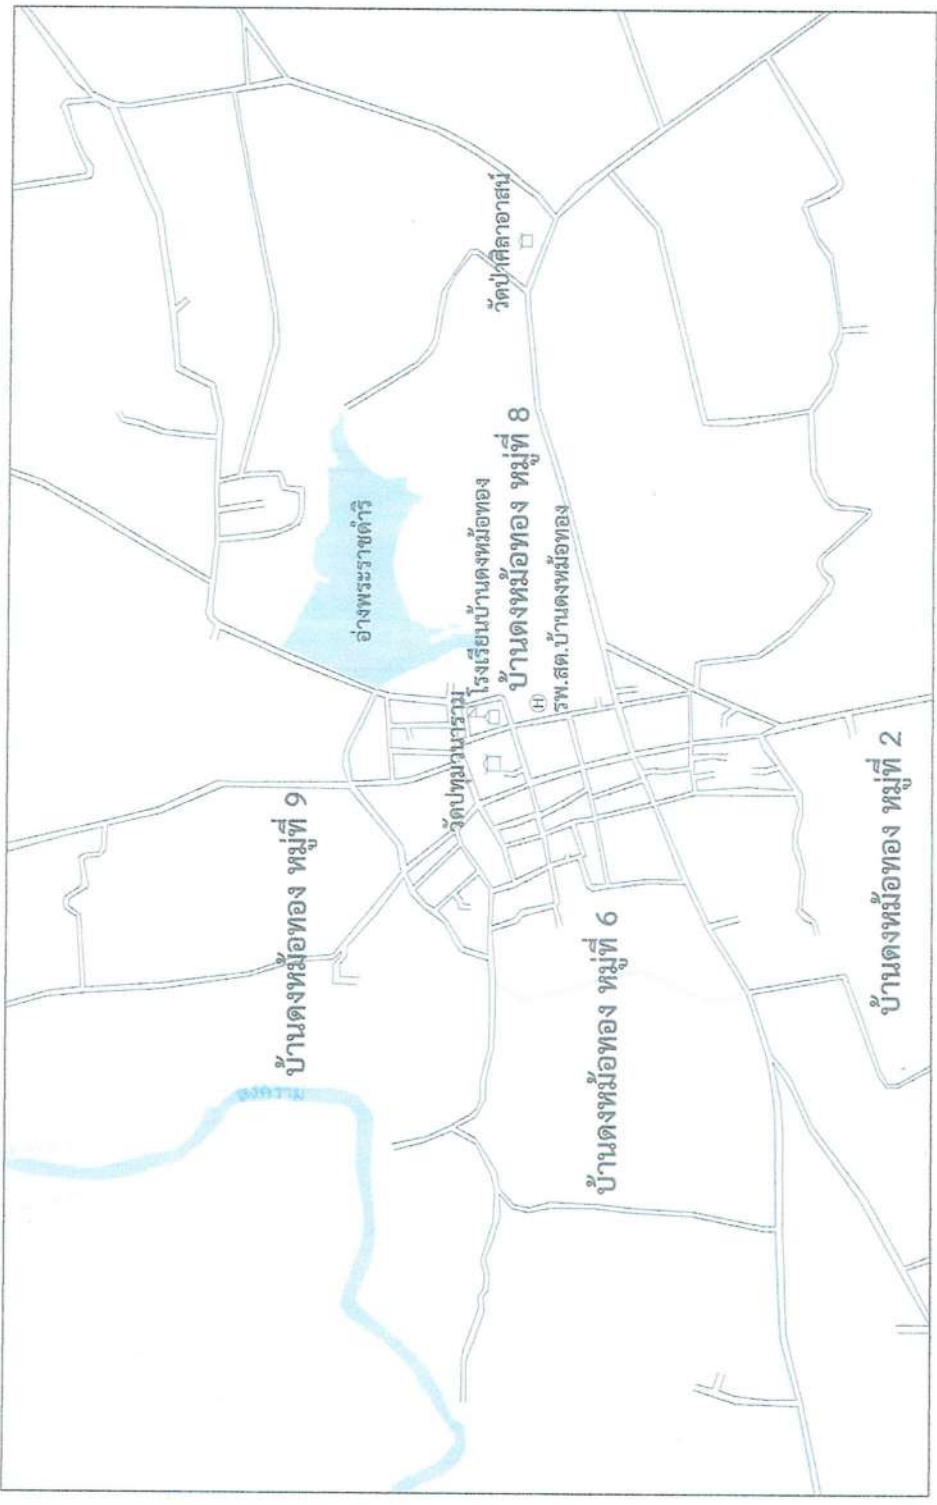 บ้านดงหม้อทอง หมู่ที่ 9
อ่างพระราชดำริ
วัดปทุมวนาราม
โรงเรียนบ้านดงหม้อทอง
วัดป่าศิลาอาสน์
บ้านดงหม้อทอง หมู่ที่ 8
H
รพ.สต.บ้านดงหม้อทอง
บ้านดงหม้อทอง หมู่ที่ 6
บ้านดงหม้อทอง หมู่ที่ 2